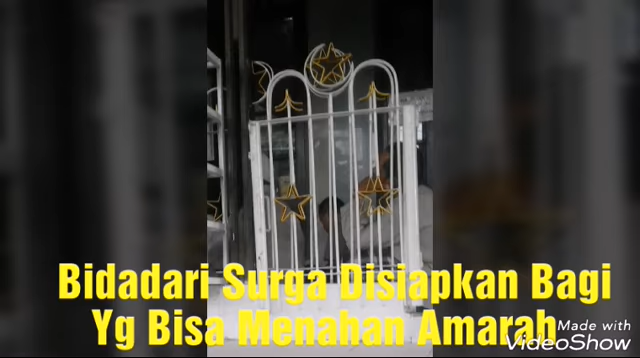 Bidadari Surga Disiapkan Bagi
Yg Bisa Menahan Amarah
Made with
VideoShow